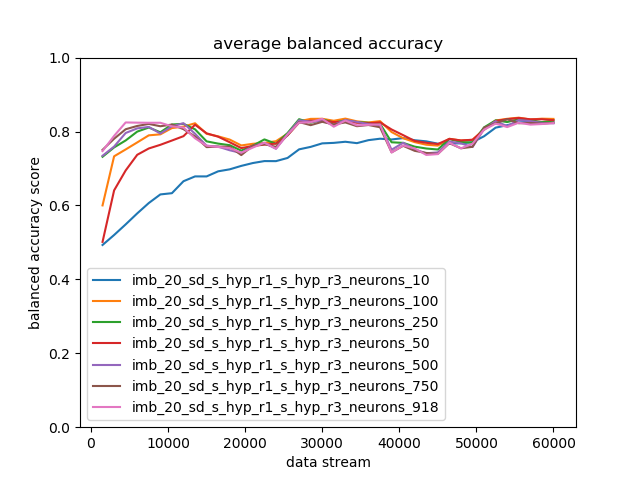 average balanced accuracy
balanced accuracy score
1.0
0.8
0.6
0.4
0.2
0.0
imb_20_sd_s_hyp_r1_s_hyp_r3_neurons_10
imb_20_sd_s_hyp_r1_s_hyp_r3_neurons_100
imb_20_sd_s_hyp_r1_s_hyp_r3_neurons_250
imb_20_sd_s_hyp_r1_s_hyp_r3_neurons_50
imb_20_sd_s_hyp_r1_s_hyp_r3_neurons_500
imb_20_sd_s_hyp_r1_s_hyp_r3_neurons_750
imb_20_sd_s_hyp_r1_s_hyp_r3_neurons_918
0 10000 20000 30000 40000 50000 60000
data stream